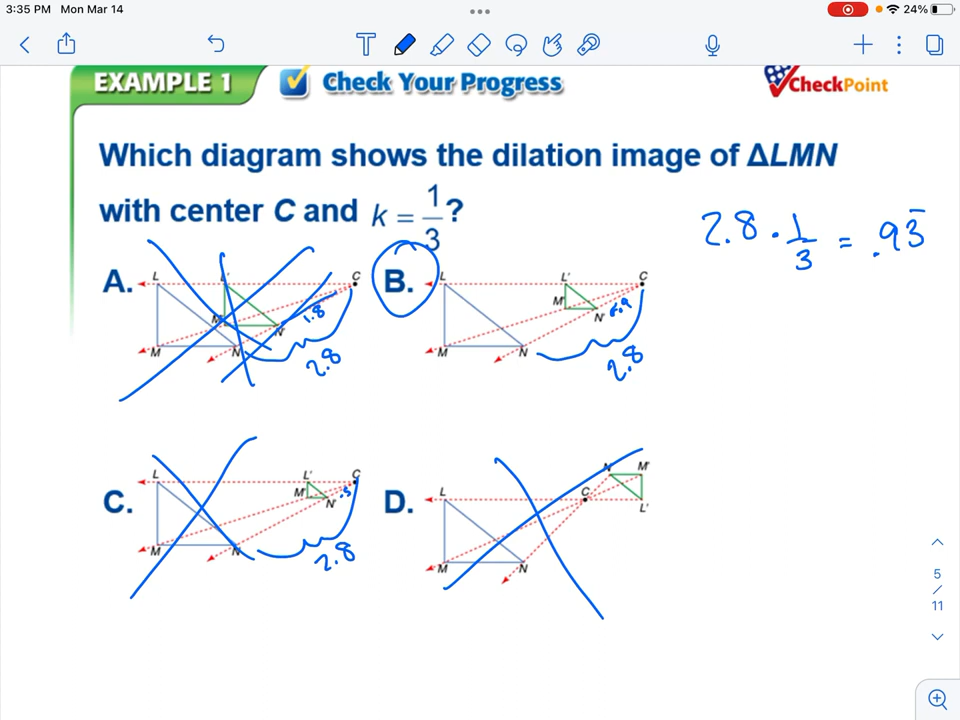 3:35 PM Mon Mar 14
24%
T
EXAMPLE 1 Check Your Progress
CheckPoint
Which diagram shows the dilation image of ΔLMN
with center C and k = 1/3?
2.8 · 1/3 = .93̅
A.
L
L'
C
M'
N'
M
N
1.8
2.8
B.
L
L'
C
M'
N'
M
N
2.8
C.
L
L'
C
M'
N'
M
N
.5
2.8
D.
L
N'
M'
C
L'
M
N
5
/
11